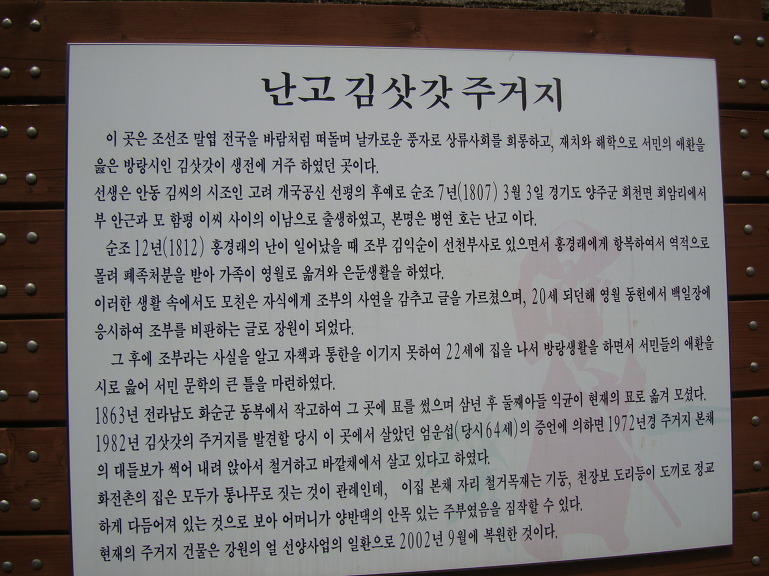 난고 김삿갓 주거지
이 곳은 조선조 말엽 전국을 바람처럼 떠돌며 날카로운 풍자로 상류사회를 희롱하고, 재치와 해학으로 서민의 애환을
읊은 방랑시인 김삿갓이 생전에 거주 하였던 곳이다.
선생은 안동 김씨의 시조인 고려 개국공신 선평의 후예로 순조 7년(1807) 3월 3일 경기도 양주군 회천면 회암리에서
부 안근과 모 함평 이씨 사이의 이남으로 출생하였고, 본명은 병연 호는 난고 이다.
순조 12년(1812) 홍경래의 난이 일어났을 때 조부 김익순이 선천부사로 있으면서 홍경래에게 항복하여서 역적으로
몰려 폐족처분을 받아 가족이 영월로 옮겨와 은둔생활을 하였다.
이러한 생활 속에서도 모친은 자식에게 조부의 사연을 감추고 글을 가르쳤으며, 20세 되던해 영월 동헌에서 백일장에
응시하여 조부를 비판하는 글로 장원이 되었다.
그 후에 조부라는 사실을 알고 자책과 통한을 이기지 못하여 22세에 집을 나서 방랑생활을 하면서 서민들의 애환을
시로 읊어 서민 문학의 큰 틀을 마련하였다.
1863년 전라남도 화순군 동복에서 작고하여 그 곳에 묘를 썼으며 삼년 후 둘째아들 익균이 현재의 묘로 옮겨 모셨다.
1982년 김삿갓의 주거지를 발견할 당시 이 곳에서 살았던 엄운섭(당시64세)의 증언에 의하면 1972년경 주거지 본채
의 대들보가 썩어 내려 앉아서 철거하고 바깥채에서 살고 있다고 하였다.
화전촌의 집은 모두가 통나무로 짓는 것이 관례인데, 이집 본채 자리 철거목재는 기둥, 천장보 도리등이 도끼로 정교
하게 다듬어져 있는 것으로 보아 어머니가 양반댁의 안목 있는 주부였음을 짐작할 수 있다.
현재의 주거지 건물은 강원의 얼 선양사업의 일환으로 2002년 9월에 복원한 것이다.